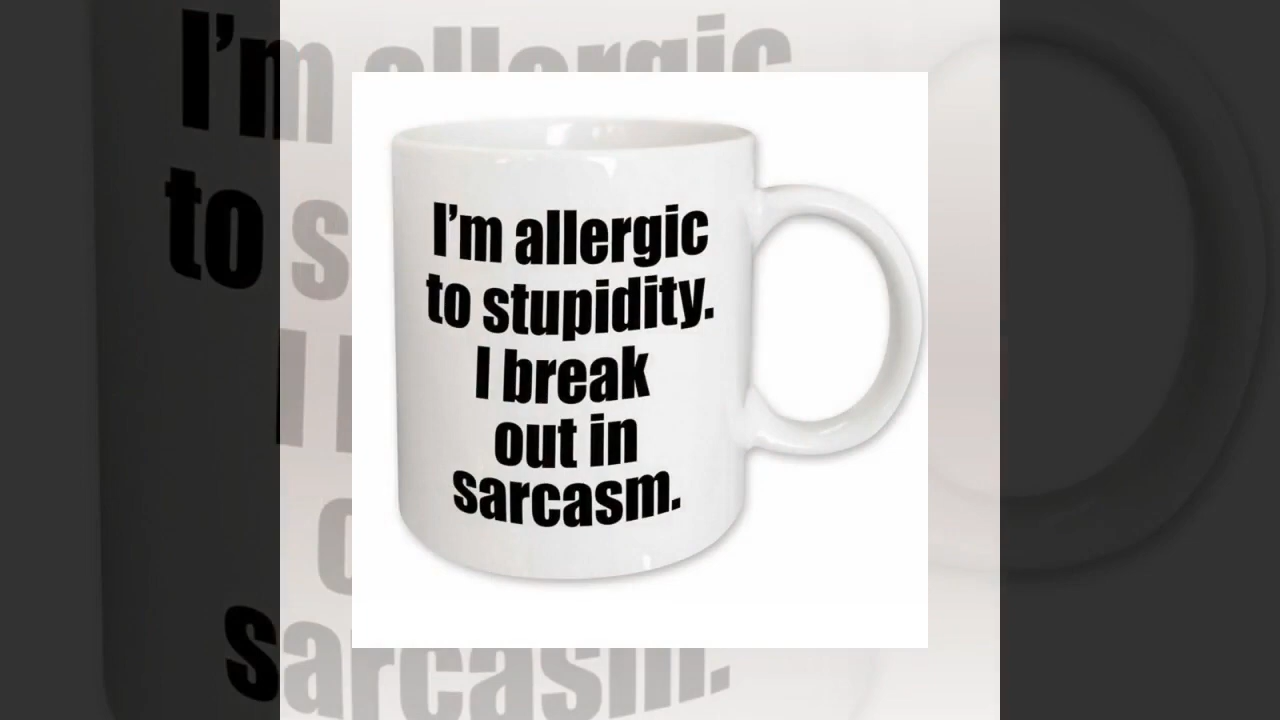 I'm allergic
to stupidity.
I break
out in
sarcasm.